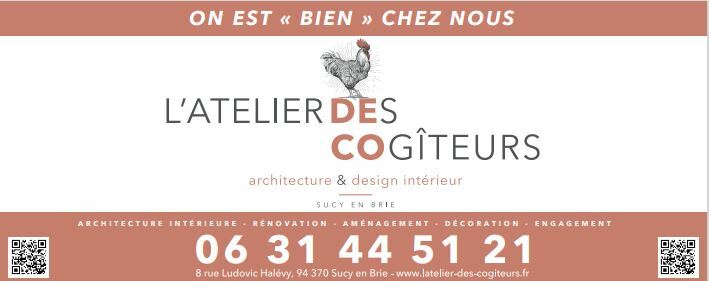 ON EST « BIEN » CHEZ NOUS
L'ATELIER DES
COGÎTEURS
architecture & design intérieur
SUCY EN BRIE
ARCHITECTURE INTÉRIEURE - RÉNOVATION - AMÉNAGEMENT - DÉCORATION - ENGAGEMENT
06 31 44 51 21
8 rue Ludovic Halévy, 94 370 Sucy en Brie – www.latelier-des-cogiteurs.fr